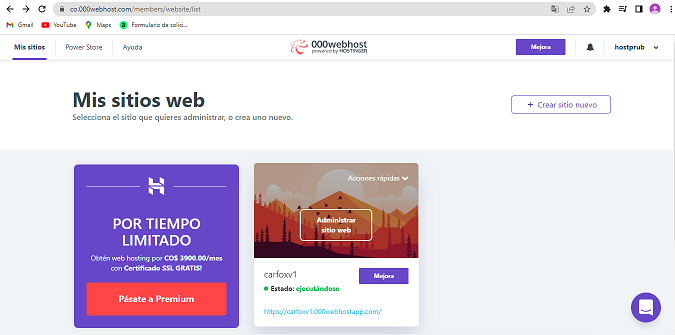 co.000webhost.com/members/website/list
Gmail YouTube Maps Formulario de solici...
Mis sitios Power Store Ayuda 000webhost Mejora hostprub
powered by HOSTINGER
Mis sitios web
Selecciona el sitio que quieres administrar, o crea uno nuevo.
+ Crear sitio nuevo
POR TIEMPO
LIMITADO
Obtén web hosting por CO$ 3900.00/mes
con Certificado SSL GRATIS!
Pásate a Premium
Acciones rápidas
Administrar
sitio web
carfoxv1
Mejora
Estado: ejecutándose
https://carfoxv1.000webhostapp.com/